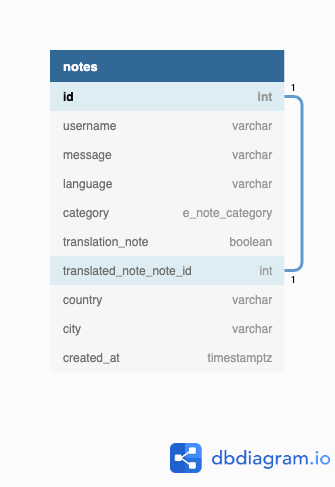 notes
1
id int
username varchar
message varchar
language varchar
category e_note_category
translation_note boolean
translated_note_note_id int
1
country varchar
city varchar
created_at timestamptz
dbdiagram.io